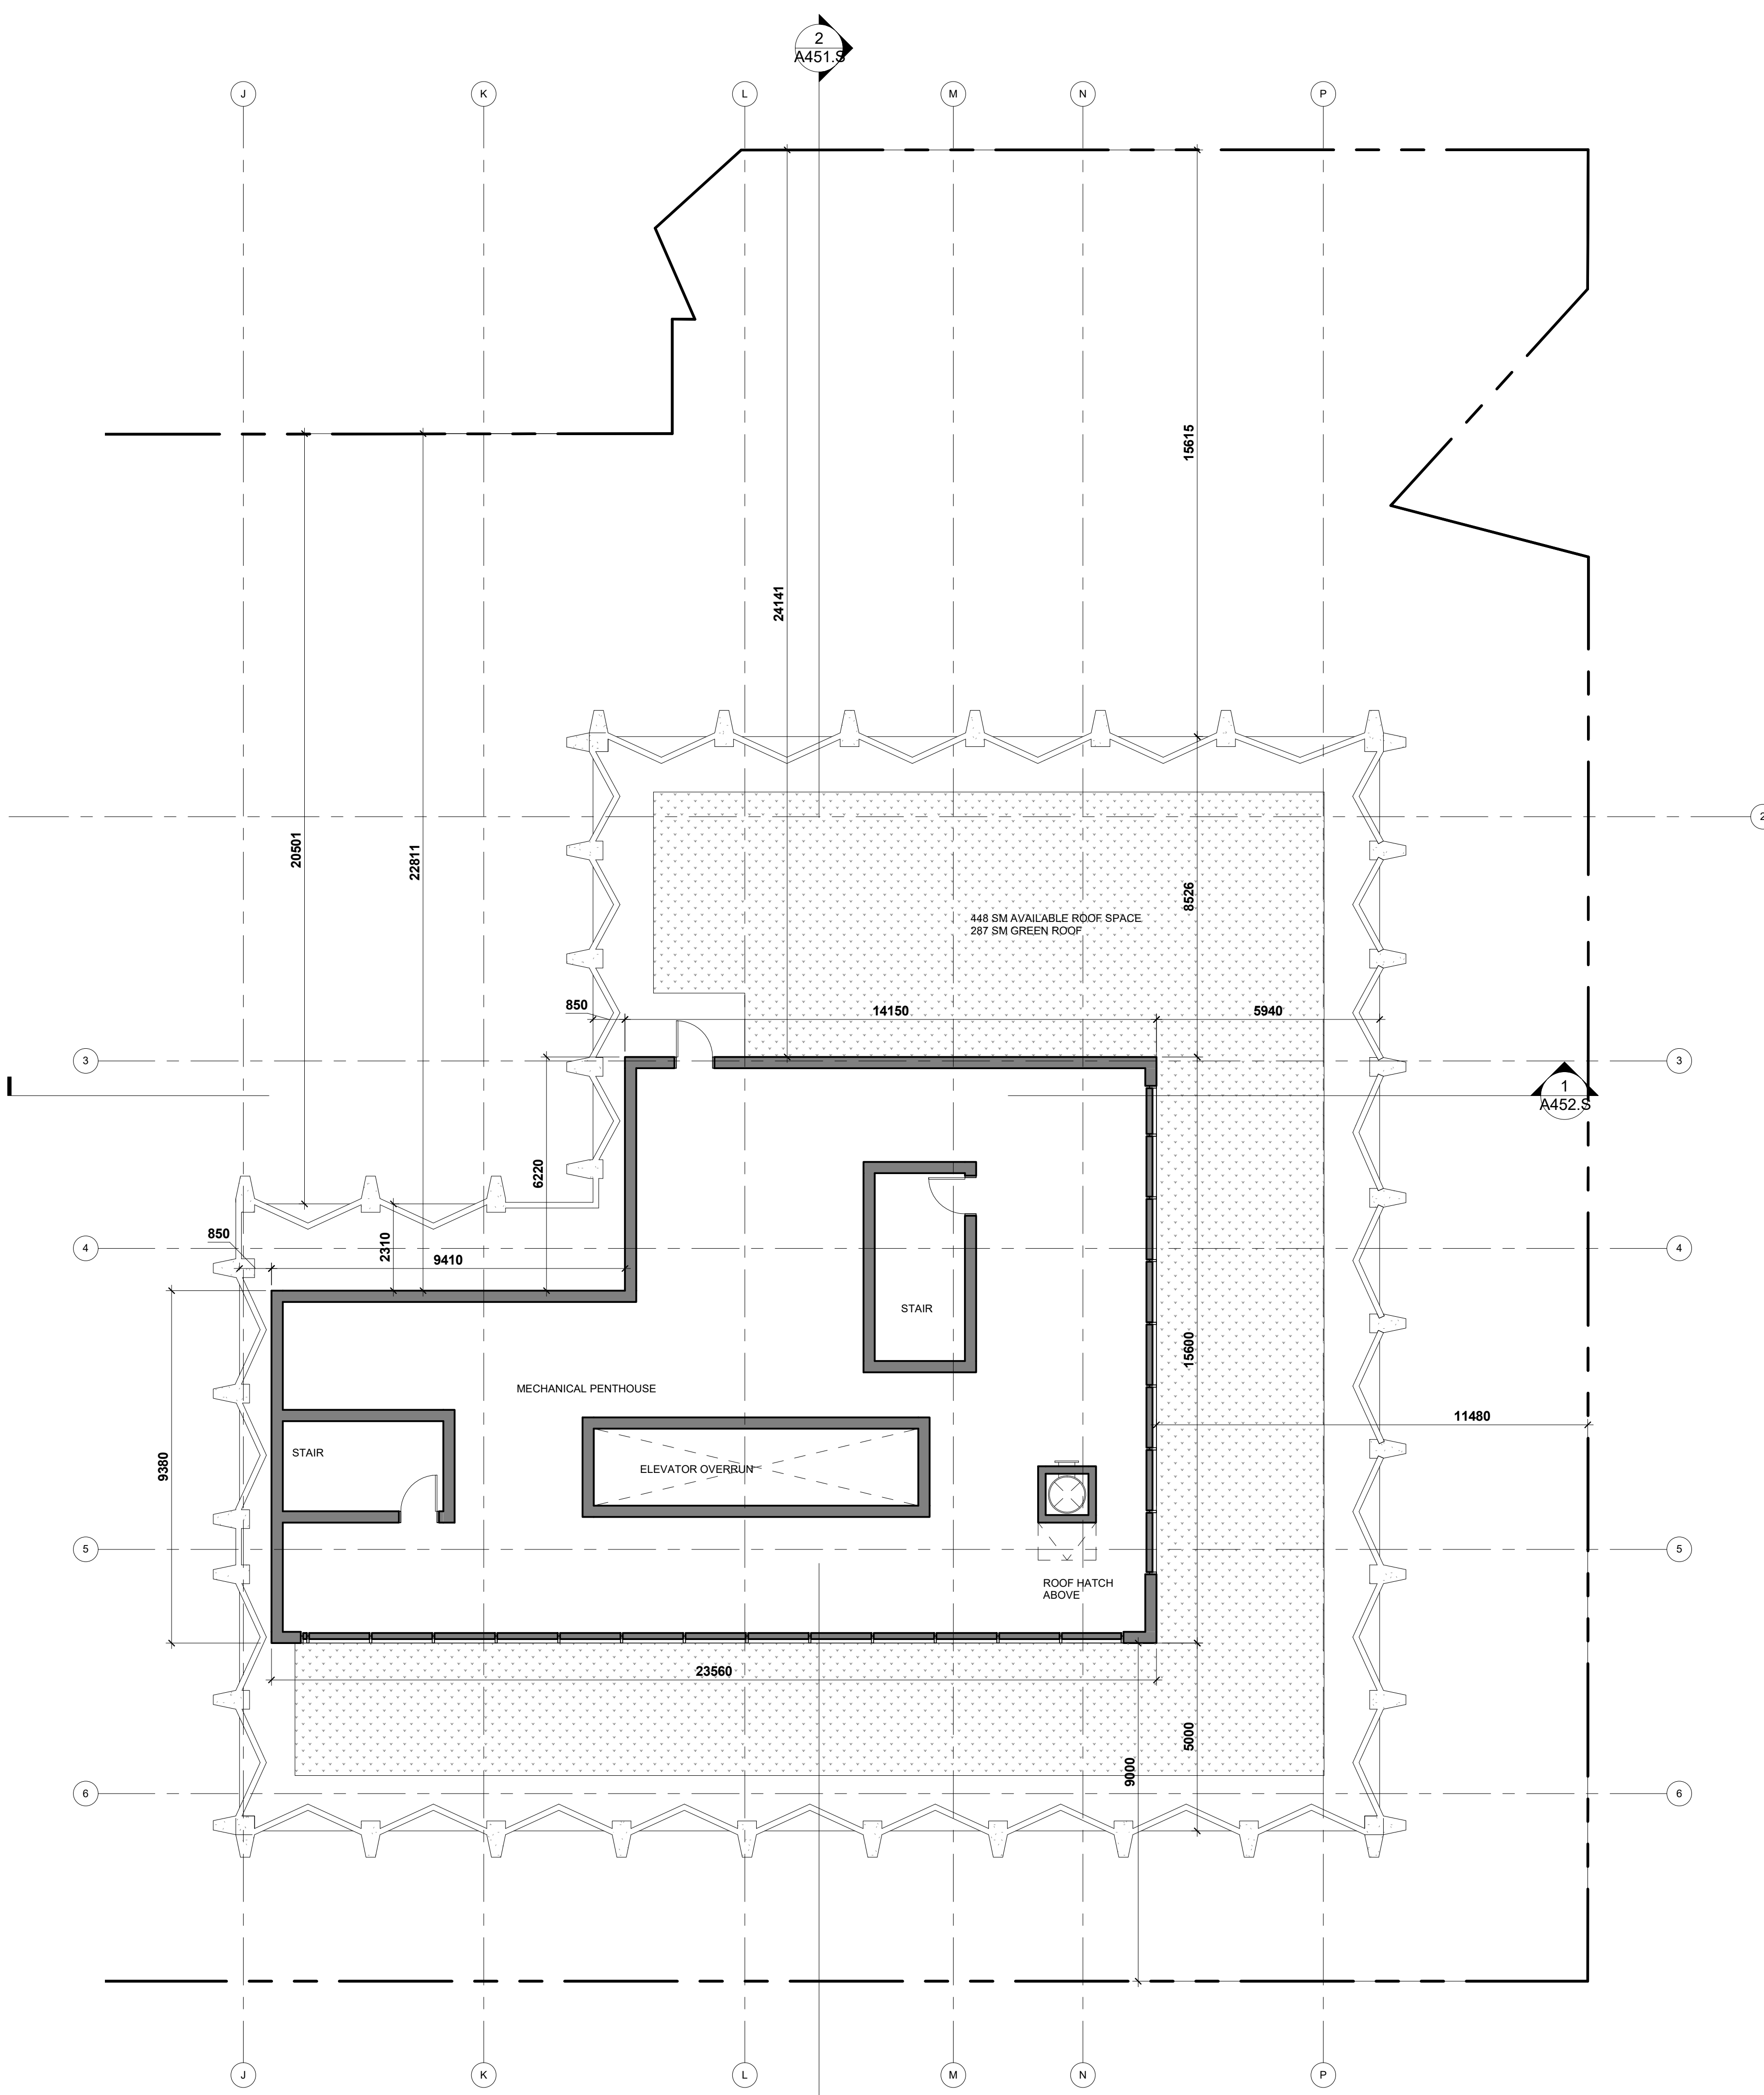 2
A451.S
J
K
L
M
N
P
15615
24141
20501
22811
2
8526
448 SM AVAILABLE ROOF SPACE
287 SM GREEN ROOF
850
14150
5940
3
3
1
A452.S
6220
850
2310
9410
4
4
STAIR
15600
MECHANICAL PENTHOUSE
11480
9380
STAIR
ELEVATOR OVERRUN
5
5
ROOF HATCH
ABOVE
23560
5000
9000
6
6
J
K
L
M
N
P